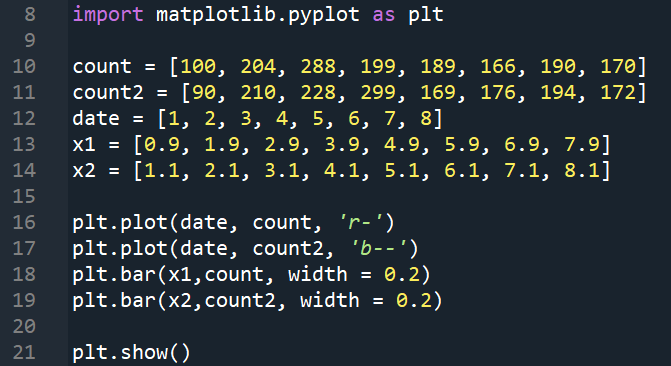 8 import matplotlib.pyplot as plt
9
10 count = [100, 204, 288, 199, 189, 166, 190, 170]
11 count2 = [90, 210, 228, 299, 169, 176, 194, 172]
12 date = [1, 2, 3, 4, 5, 6, 7, 8]
13 x1 = [0.9, 1.9, 2.9, 3.9, 4.9, 5.9, 6.9, 7.9]
14 x2 = [1.1, 2.1, 3.1, 4.1, 5.1, 6.1, 7.1, 8.1]
15
16 plt.plot(date, count, 'r-')
17 plt.plot(date, count2, 'b--')
18 plt.bar(x1,count, width = 0.2)
19 plt.bar(x2,count2, width = 0.2)
20
21 plt.show()